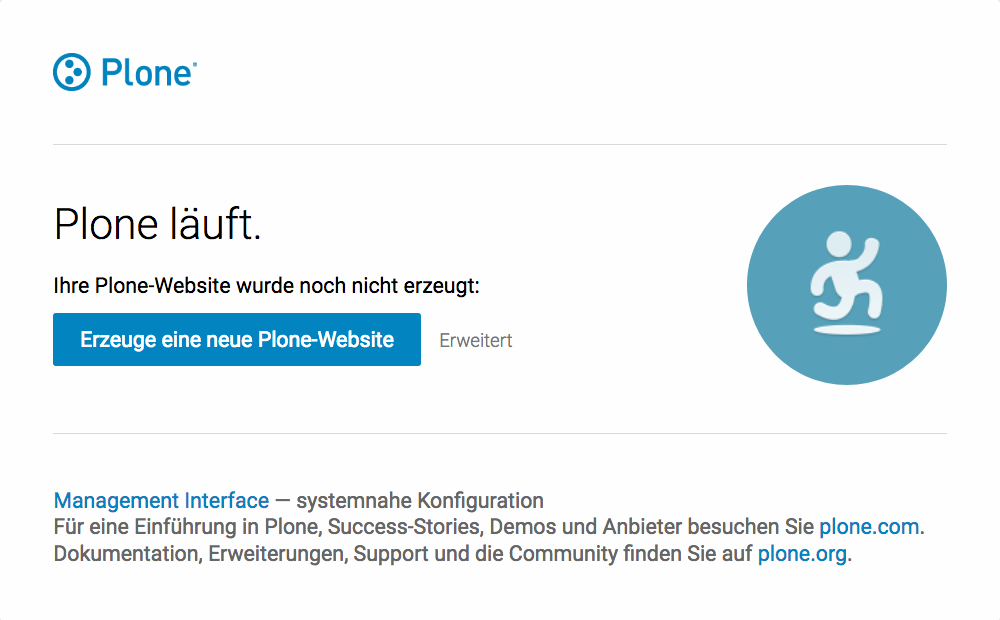 Plone®
Plone läuft.
Ihre Plone-Website wurde noch nicht erzeugt:
Erzeuge eine neue Plone-Website
Erweitert
Management Interface — systemnahe Konfiguration
Für eine Einführung in Plone, Success-Stories, Demos und Anbieter besuchen Sie plone.com.
Dokumentation, Erweiterungen, Support und die Community finden Sie auf plone.org.